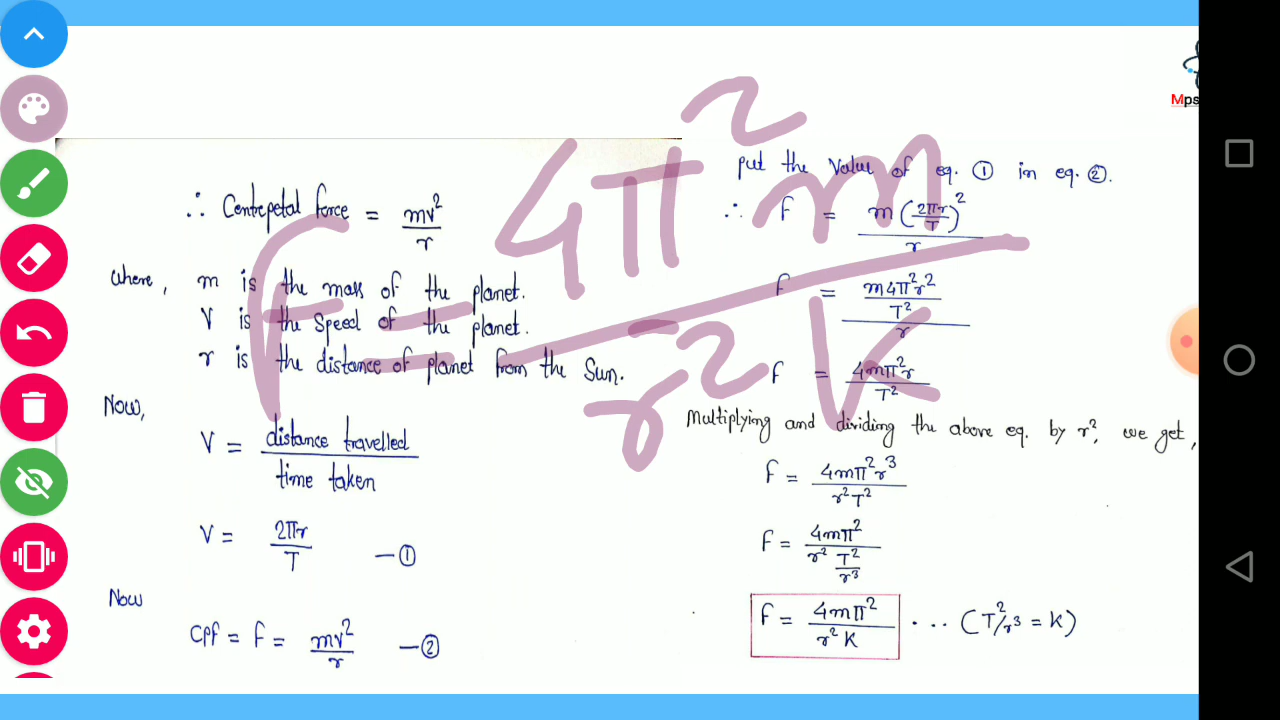 Mps
∴ Centrepetal force = mv²/r
where, m is the mass of the planet.
V is the speed of the planet.
r is the distance of planet from the Sun.
Now,
V = distance travelled / time taken
V = 2πr/T —①
Now
Cpf = F = mv²/r —②
put the value of eq. ① in eq. ②.
∴ F = m(2πr/T)²/r
F = m4π²r²/T²/r
F = 4mπ²r/T²
Multiplying and dividing the above eq. by r², we get,
F = 4mπ²r³/r²T²
F = 4mπ²/r² T²/r³
F = 4mπ²/r²K ... (T²/r³ = K)
F = 4π²m/r²K